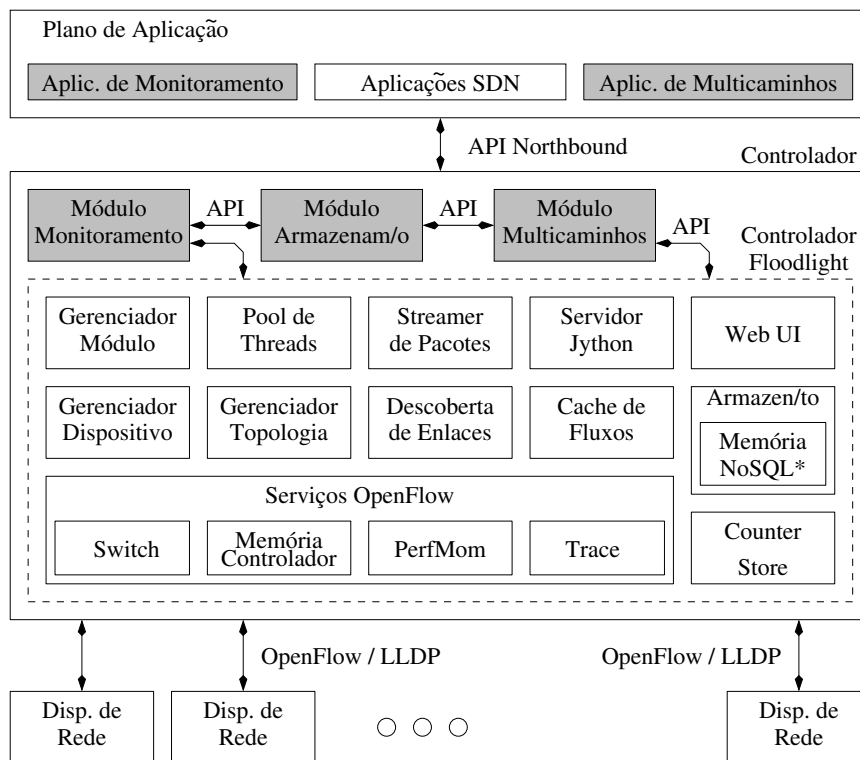 Plano de Aplicação
Aplic. de Monitoramento
Aplicações SDN
Aplic. de Multicaminhos
API Northbound
Controlador
Módulo
Monitoramento
API
Módulo
Armazenam/o
API
Módulo
Multicaminhos
API
Controlador
Floodlight
Gerenciador
Módulo
Pool de
Threads
Streamer
de Pacotes
Servidor
Jython
Web UI
Gerenciador
Dispositivo
Gerenciador
Topologia
Descoberta
de Enlaces
Cache de
Fluxos
Armazen/to
Memória
NoSQL*
Serviços OpenFlow
Switch
Memória
Controlador
PerfMom
Trace
Counter
Store
OpenFlow / LLDP
OpenFlow / LLDP
Disp. de
Rede
Disp. de
Rede
Disp. de
Rede